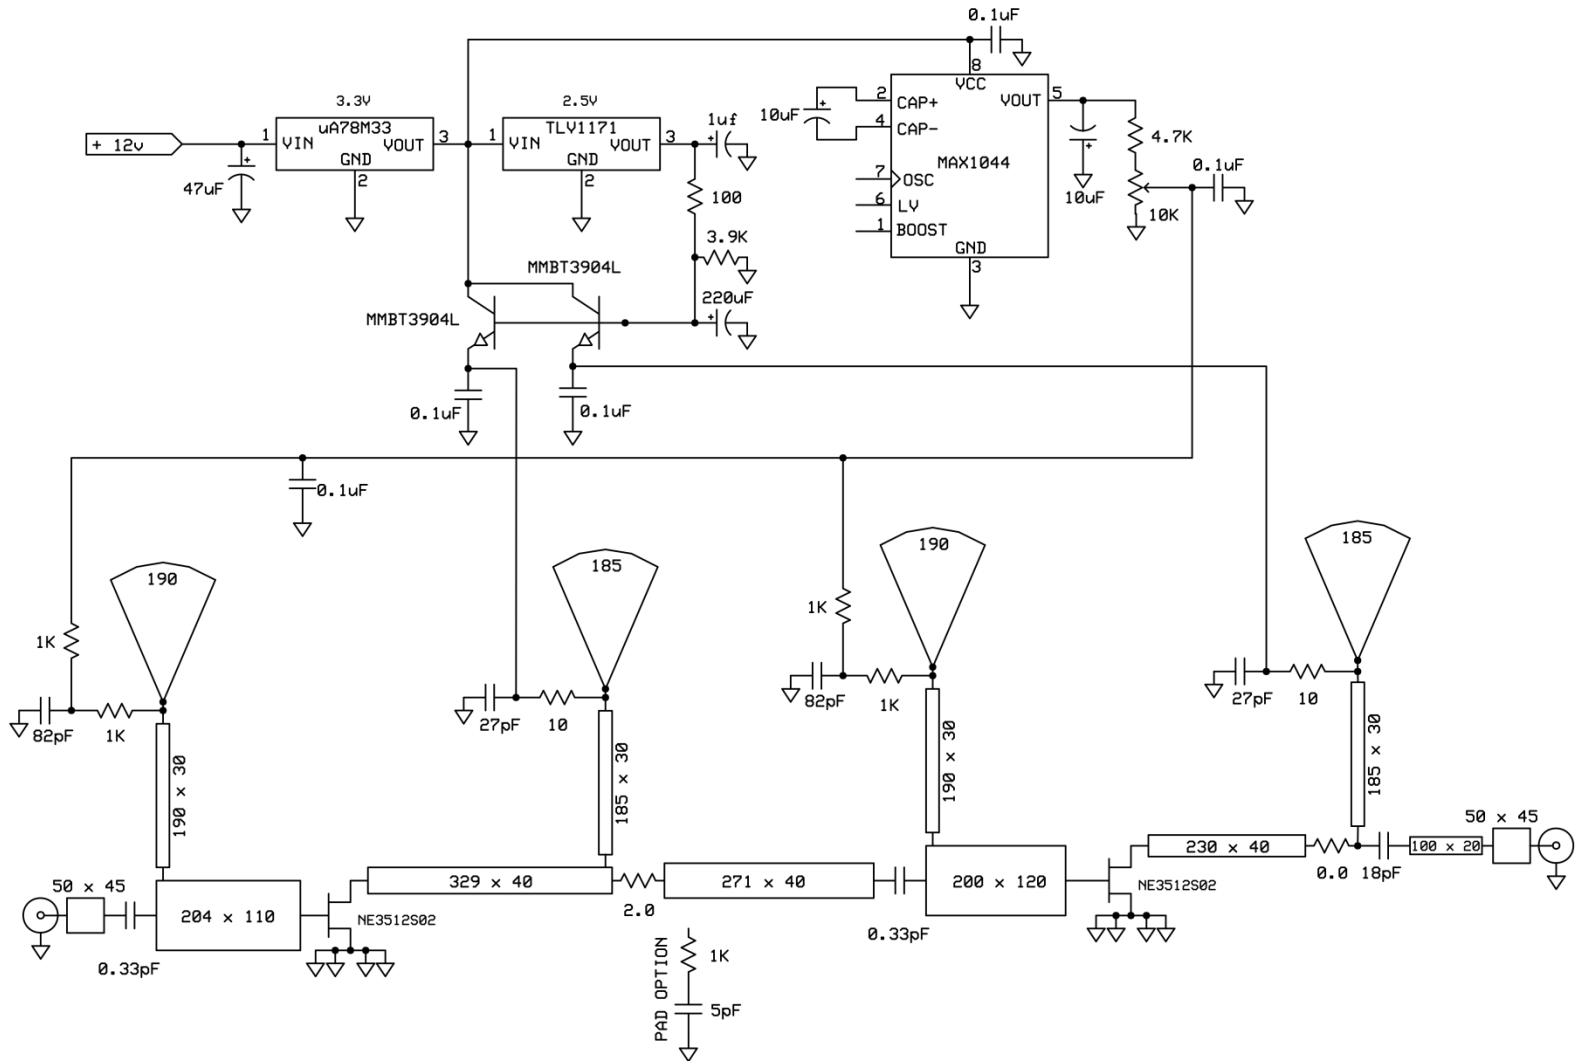 0.1uF
8
VCC
3.3V
2.5V
2
CAP+
VOUT
5
10uF
1uf
uA78M33
TLV1171
+ 12v
1
VIN
VOUT
3
1
VIN
VOUT
3
4
CAP-
4.7K
GND
GND
MAX1044
0.1uF
47uF
2
2
7
OSC
100
6
LV
10uF
10K
1
BOOST
3.9K
GND
3
MMBT3904L
220uF
MMBT3904L
0.1uF
0.1uF
0.1uF
190
185
190
185
1K
1K
82pF
1K
27pF
10
82pF
1K
27pF
10
190 x 30
185 x 30
190 x 30
185 x 30
50 x 45
230 x 40
100 x 20
0.0
18pF
50 x 45
329 x 40
271 x 40
200 x 120
NE3512S02
204 x 110
NE3512S02
2.0
0.33pF
0.33pF
PAD OPTION
1K
5pF